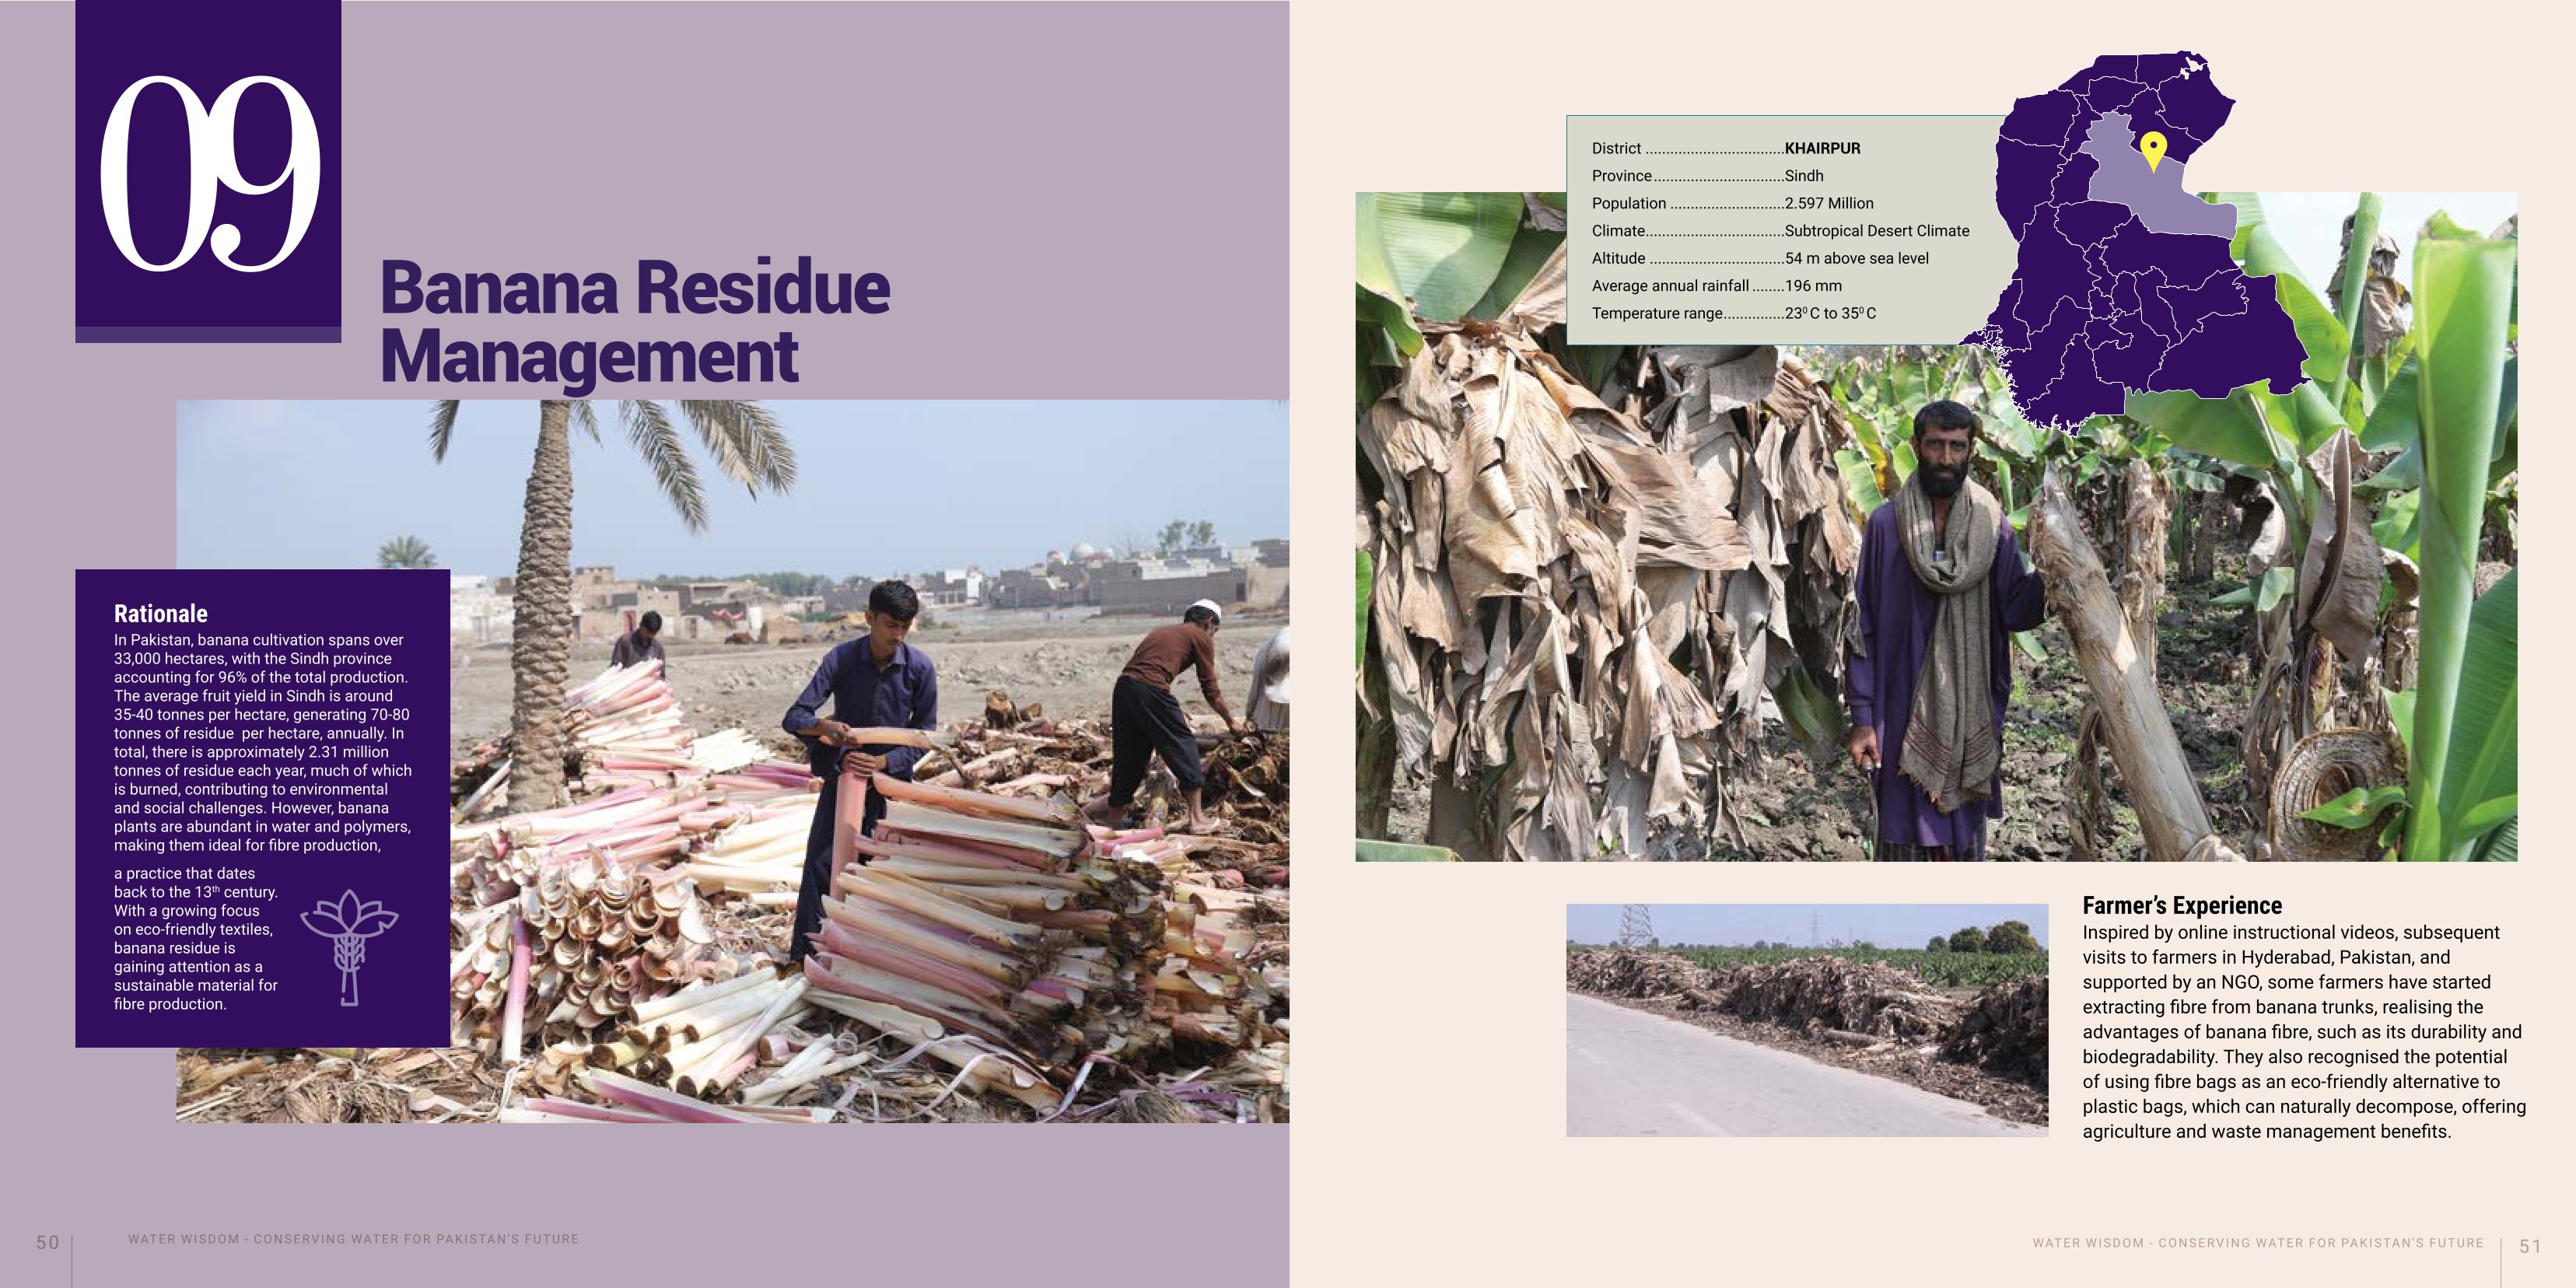 09
Banana Residue
Management
Rationale
In Pakistan, banana cultivation spans over
33,000 hectares, with the Sindh province
accounting for 96% of the total production.
The average fruit yield in Sindh is around
35-40 tonnes per hectare, generating 70-80
tonnes of residue  per hectare, annually. In
total, there is approximately 2.31 million
tonnes of residue each year, much of which
is burned, contributing to environmental
and social challenges. However, banana
plants are abundant in water and polymers,
making them ideal for fibre production,
a practice that dates
back to the 13th century.
With a growing focus
on eco-friendly textiles,
banana residue is
gaining attention as a
sustainable material for
fibre production.
50
WATER WISDOM - CONSERVING WATER FOR PAKISTAN'S FUTURE
District ..................................KHAIRPUR
Province................................Sindh
Population ............................2.597 Million
Climate..................................Subtropical Desert Climate
Altitude .................................54 m above sea level
Average annual rainfall ........196 mm
Temperature range...............23⁰ C to 35⁰ C
Farmer’s Experience
Inspired by online instructional videos, subsequent
visits to farmers in Hyderabad, Pakistan, and
supported by an NGO, some farmers have started
extracting fibre from banana trunks, realising the
advantages of banana fibre, such as its durability and
biodegradability. They also recognised the potential
of using fibre bags as an eco-friendly alternative to
plastic bags, which can naturally decompose, offering
agriculture and waste management benefits.
WATER WISDOM - CONSERVING WATER FOR PAKISTAN'S FUTURE
51